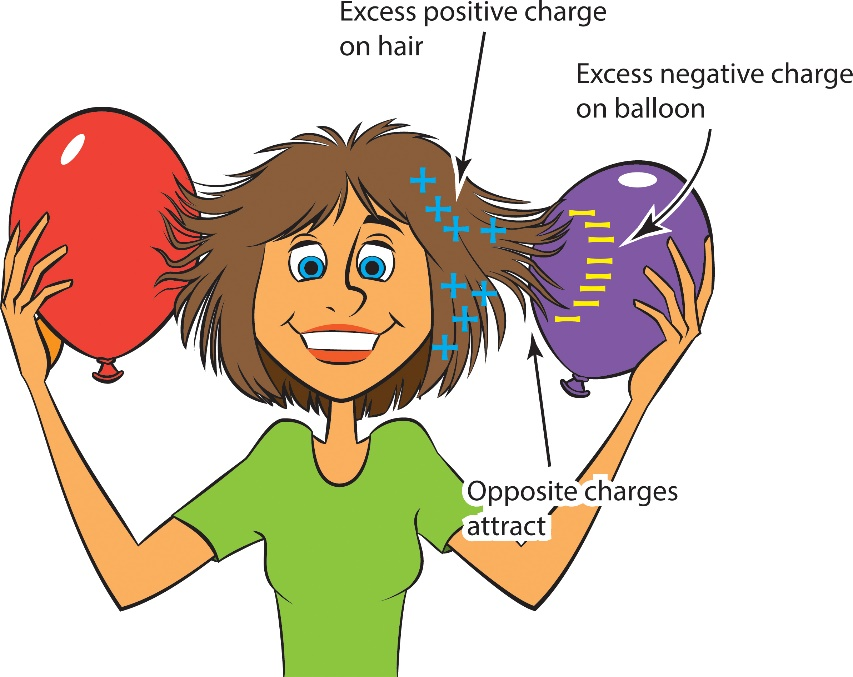 Excess positive charge
on hair
Excess negative charge
on balloon
Opposite charges
attract